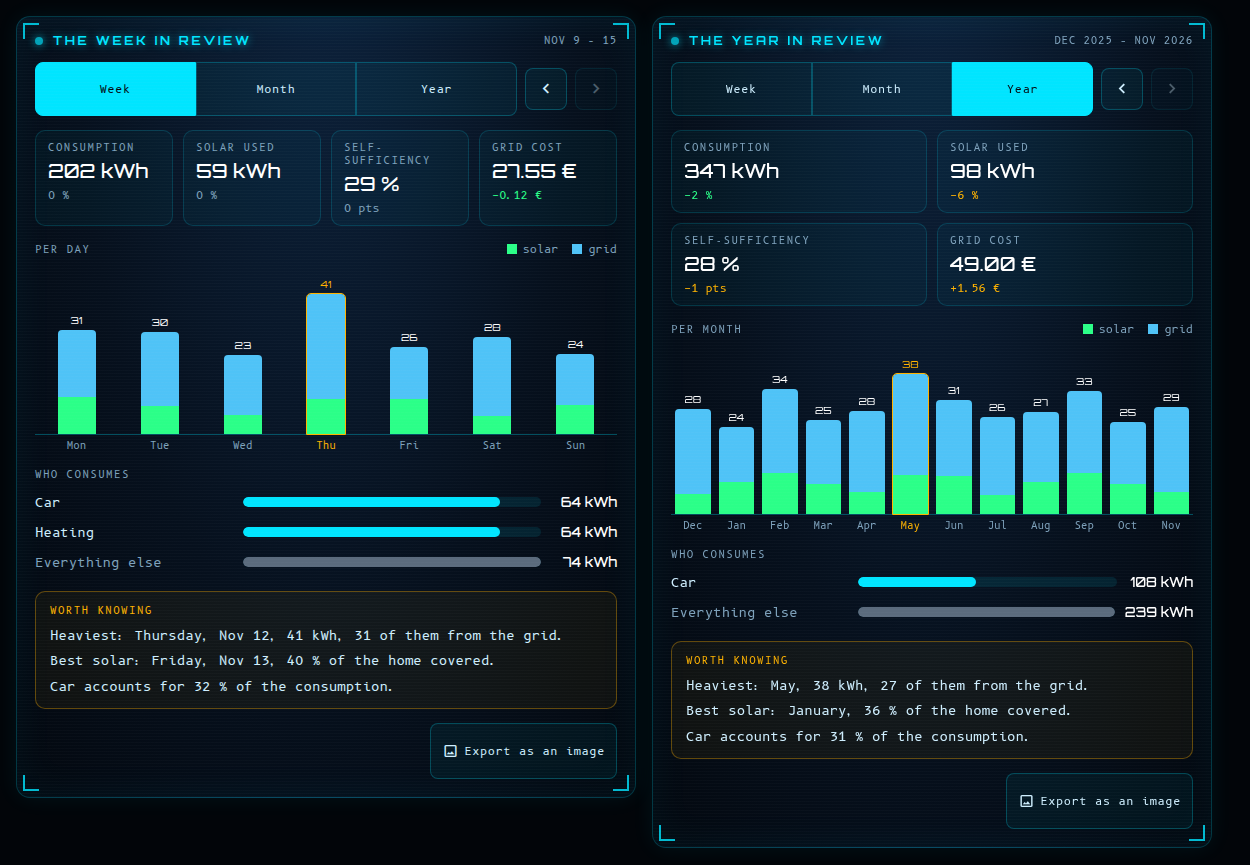 THE WEEK IN REVIEW
NOV 9 - 15
Week
Month
Year
CONSUMPTION
202 kWh
0 %
SOLAR USED
59 kWh
0 %
SELF-
SUFFICIENCY
29 %
0 pts
GRID COST
27.55 €
-0.12 €
PER DAY
solar
grid
31
30
23
41
26
28
24
Mon
Tue
Wed
Thu
Fri
Sat
Sun
WHO CONSUMES
Car
64 kWh
Heating
64 kWh
Everything else
74 kWh
WORTH KNOWING
Heaviest: Thursday, Nov 12, 41 kWh, 31 of them from the grid.
Best solar: Friday, Nov 13, 40 % of the home covered.
Car accounts for 32 % of the consumption.
Export as an image
THE YEAR IN REVIEW
DEC 2025 - NOV 2026
Week
Month
Year
CONSUMPTION
347 kWh
-2 %
SOLAR USED
98 kWh
-6 %
SELF-SUFFICIENCY
28 %
-1 pts
GRID COST
49.00 €
+1.56 €
PER MONTH
solar
grid
28
24
34
25
28
38
31
26
27
33
25
29
Dec
Jan
Feb
Mar
Apr
May
Jun
Jul
Aug
Sep
Oct
Nov
WHO CONSUMES
Car
108 kWh
Everything else
239 kWh
WORTH KNOWING
Heaviest: May, 38 kWh, 27 of them from the grid.
Best solar: January, 36 % of the home covered.
Car accounts for 31 % of the consumption.
Export as an image